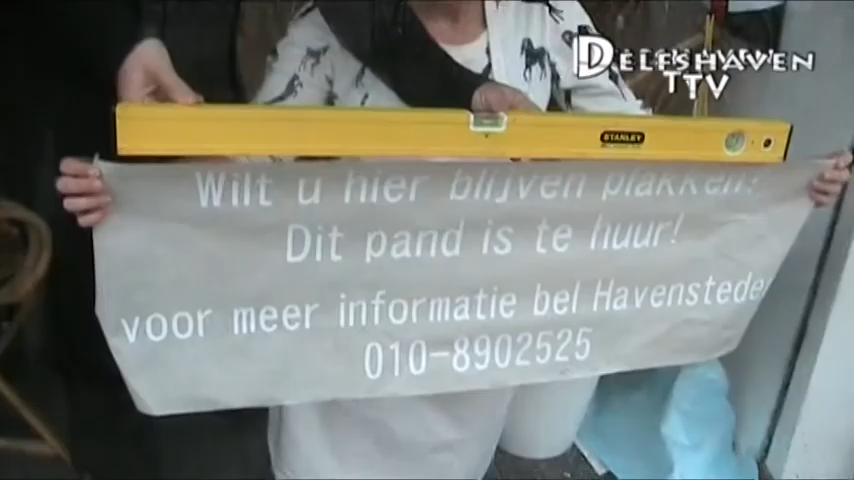 DELFSHAVEN
TV
STANLEY
Wilt u hier blijven plakken?
Dit pand is te huur!
voor meer informatie bel Havensteder
010-8902525